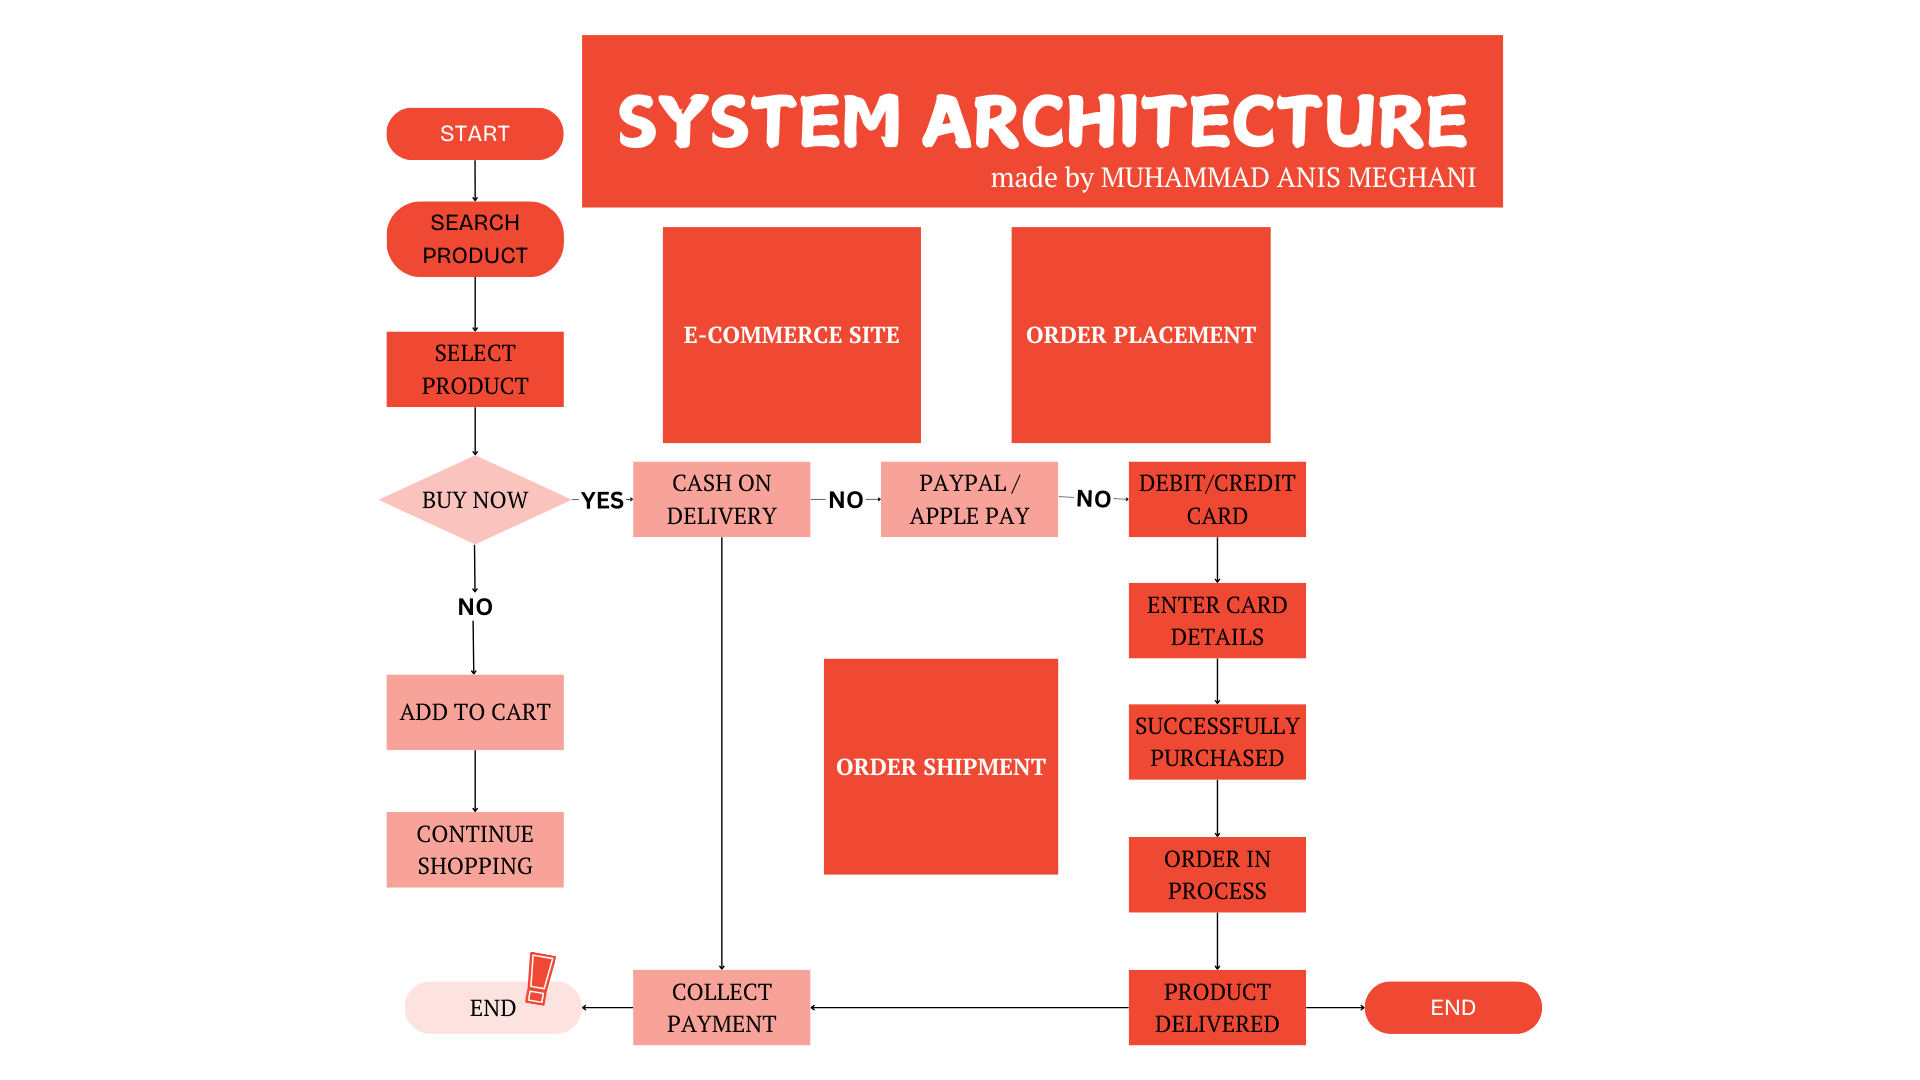 SYSTEM ARCHITECTURE
made by MUHAMMAD ANIS MEGHANI
START
SEARCH
PRODUCT
SELECT
PRODUCT
E-COMMERCE SITE
ORDER PLACEMENT
BUY NOW
YES
CASH ON
DELIVERY
NO
PAYPAL /
APPLE PAY
NO
DEBIT/CREDIT
CARD
NO
ENTER CARD
DETAILS
ADD TO CART
ORDER SHIPMENT
SUCCESSFULLY
PURCHASED
CONTINUE
SHOPPING
ORDER IN
PROCESS
END
COLLECT
PAYMENT
PRODUCT
DELIVERED
END